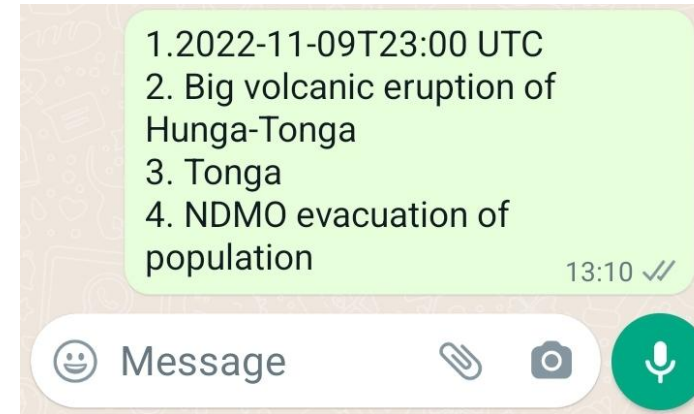 1.2022-11-09T23:00 UTC
2. Big volcanic eruption of
Hunga-Tonga
3. Tonga
4. NDMO evacuation of
population
13:10
Message